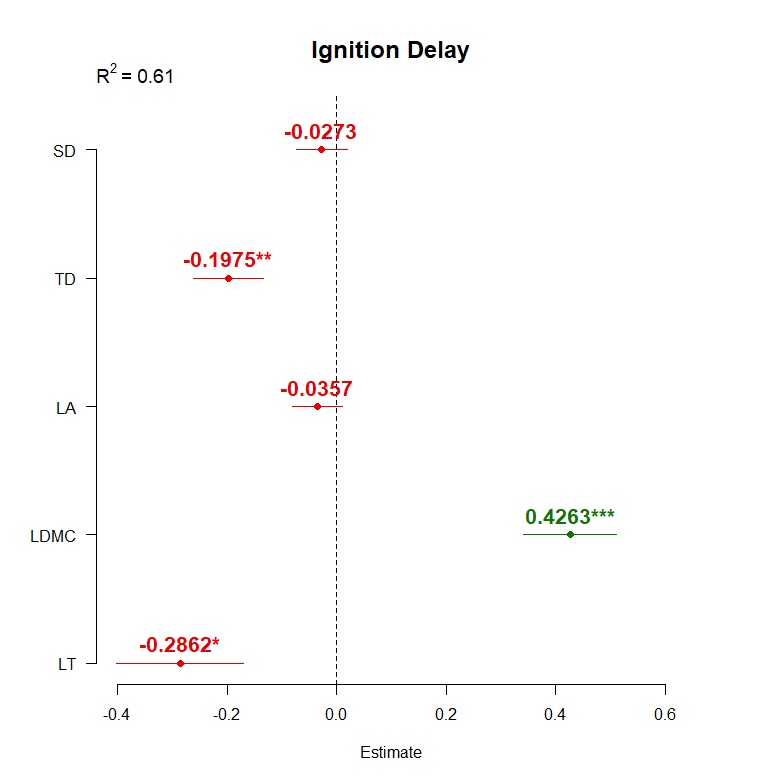 Ignition Delay
R² = 0.61
SD
-0.0273
TD
-0.1975**
LA
-0.0357
LDMC
0.4263***
LT
-0.2862*
-0.4 -0.2 0.0 0.2 0.4 0.6
Estimate